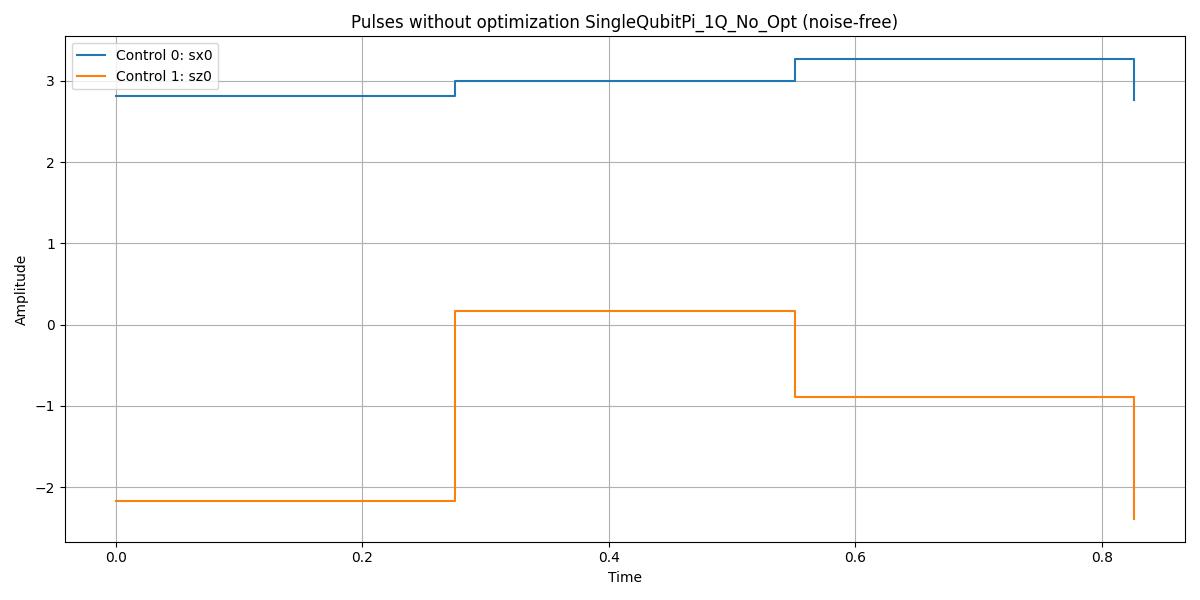 Pulses without optimization SingleQubitPi_1Q_No_Opt (noise-free)
Control 0: sx0
Control 1: sz0
Amplitude
3
2
1
0
−1
−2
0.0 0.2 0.4 0.6 0.8
Time